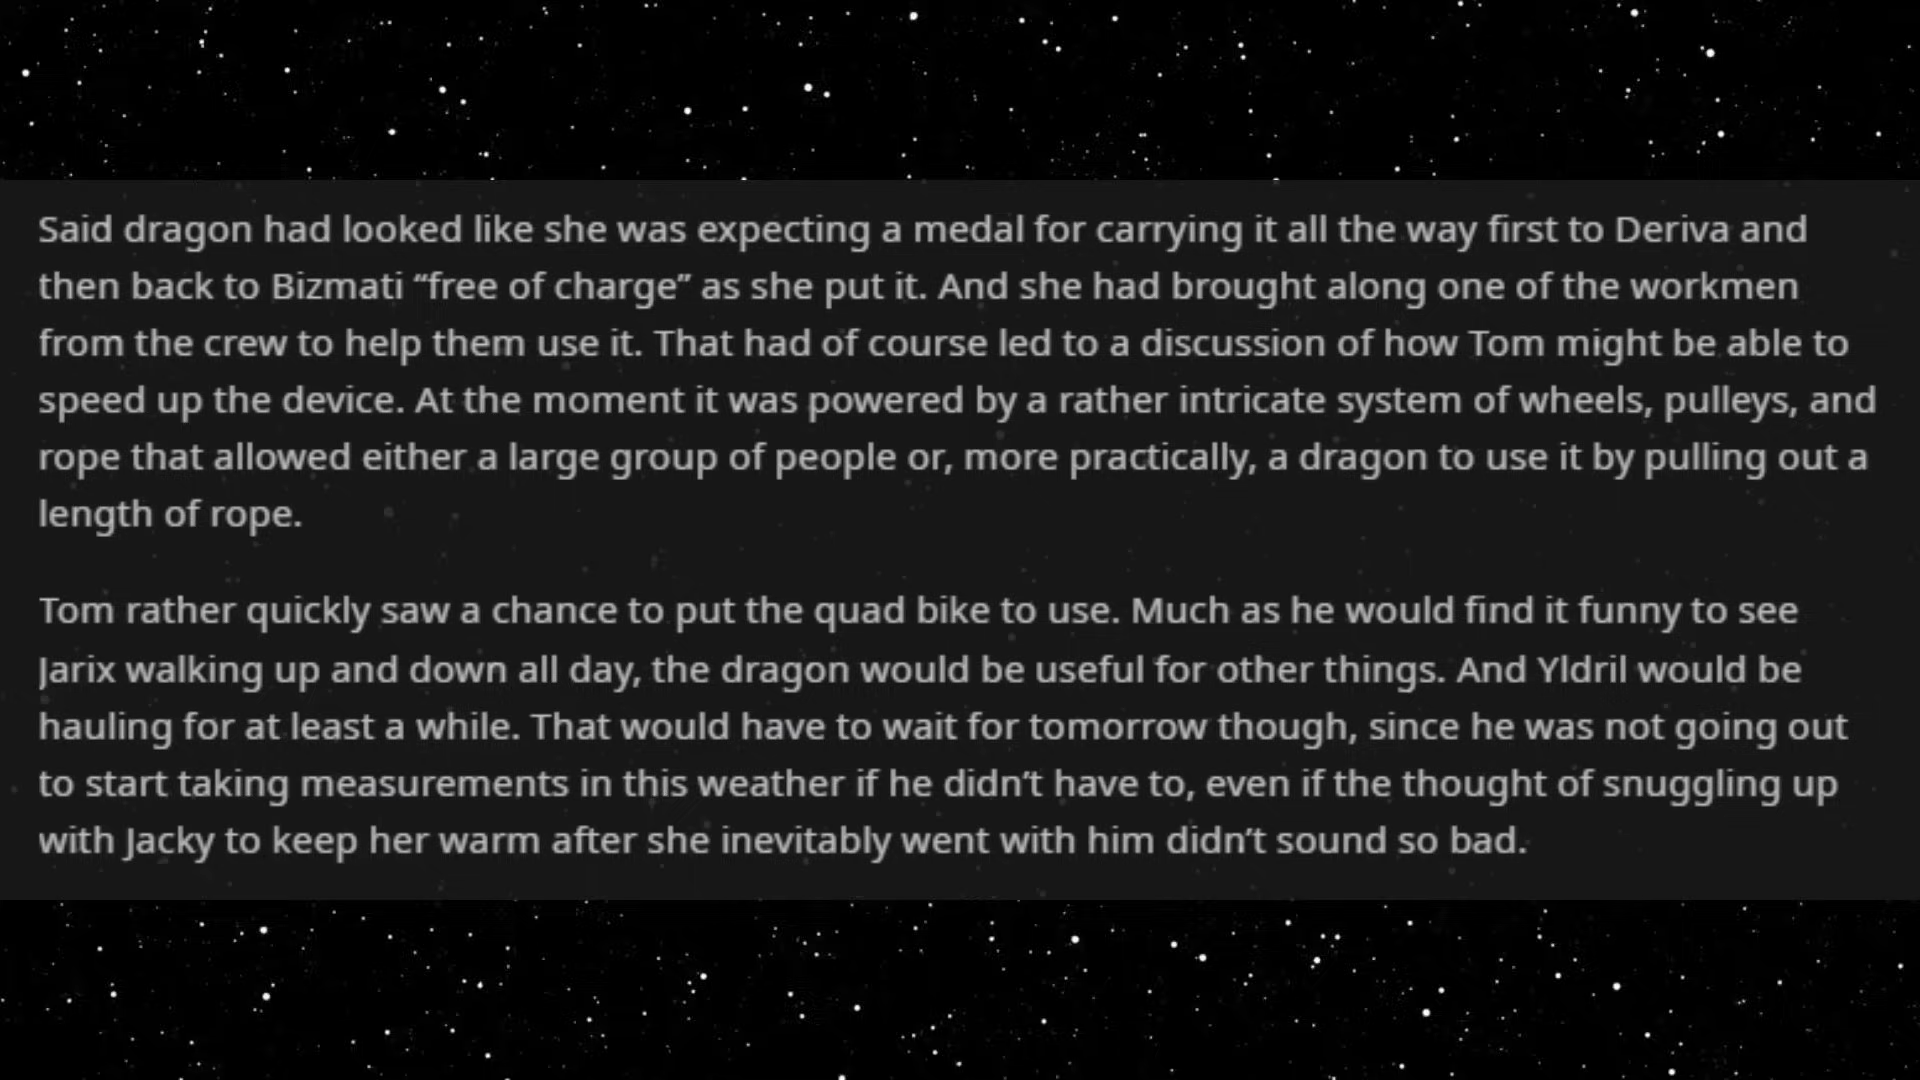 Said dragon had looked like she was expecting a medal for carrying it all the way first to Deriva and
then back to Bizmati “free of charge” as she put it. And she had brought along one of the workmen
from the crew to help them use it. That had of course led to a discussion of how Tom might be able to
speed up the device. At the moment it was powered by a rather intricate system of wheels, pulleys, and
rope that allowed either a large group of people or, more practically, a dragon to use it by pulling out a
length of rope.
Tom rather quickly saw a chance to put the quad bike to use. Much as he would find it funny to see
Jarix walking up and down all day, the dragon would be useful for other things. And Yldril would be
hauling for at least a while. That would have to wait for tomorrow though, since he was not going out
to start taking measurements in this weather if he didn’t have to, even if the thought of snuggling up
with Jacky to keep her warm after she inevitably went with him didn’t sound so bad.